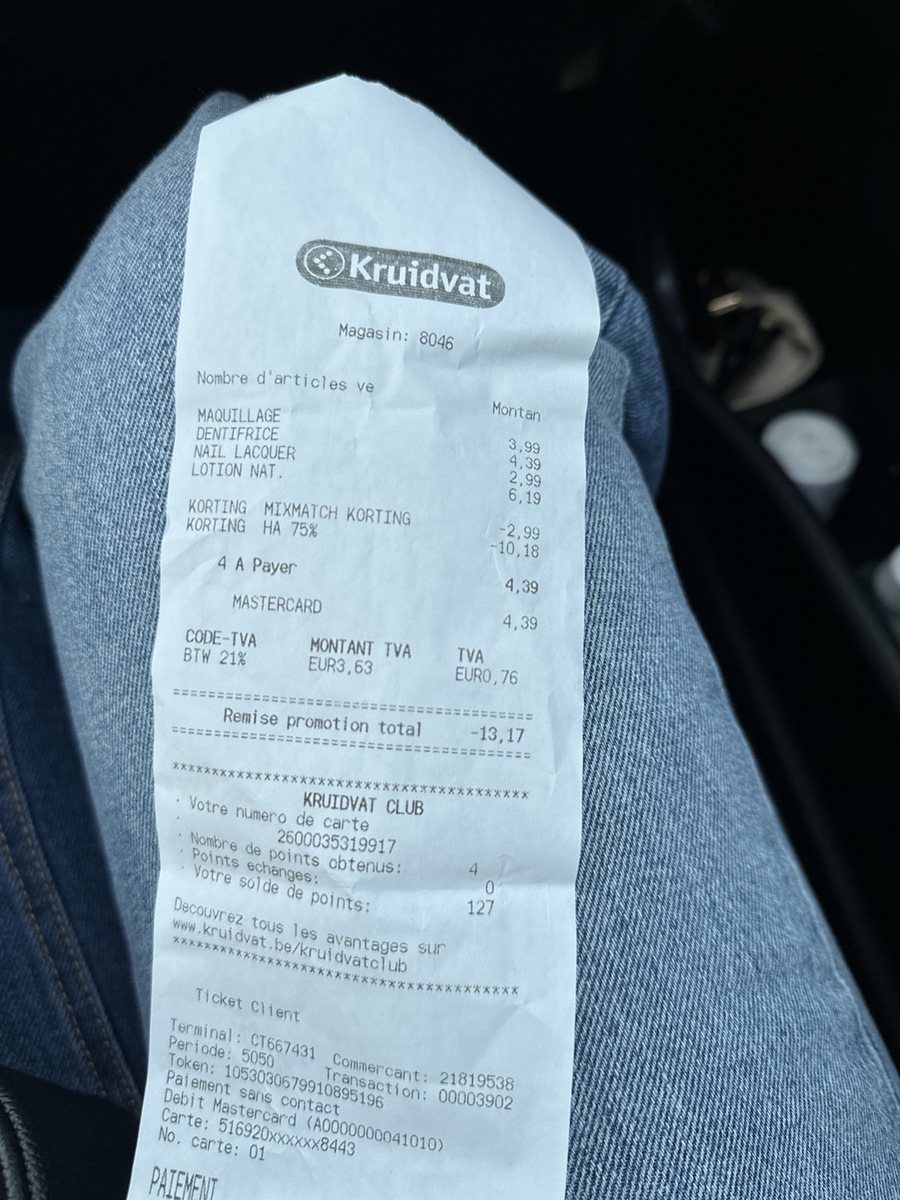 Kruidvat
Magasin: 8046
Nombre d'articles ve
Montan
MAQUILLAGE 3,99
DENTIFRICE 4,39
NAIL LACQUER 2,99
LOTION NAT. 6,19
KORTING MIXMATCH KORTING -2,99
KORTING HA 75% -10,18
4 A Payer 4,39
MASTERCARD 4,39
CODE-TVA MONTANT TVA TVA
BTW 21% EUR3,63 EUR0,76
========================================
Remise promotion total -13,17
========================================
****************************************
KRUIDVAT CLUB
· Votre numero de carte
· 2600035319917
· Nombre de points obtenus: 4
· Points echanges: 0
· Votre solde de points: 127
Decouvrez tous les avantages sur
www.kruidvat.be/kruidvatclub
****************************************
Ticket Client
Terminal: CT667431 Commercant: 21819538
Periode: 5050 Transaction: 00003902
Token: 1053030679910895196
Paiement sans contact
Debit Mastercard (A0000000041010)
Carte: 516920xxxxxx8443
No. carte: 01
PAIEMENT